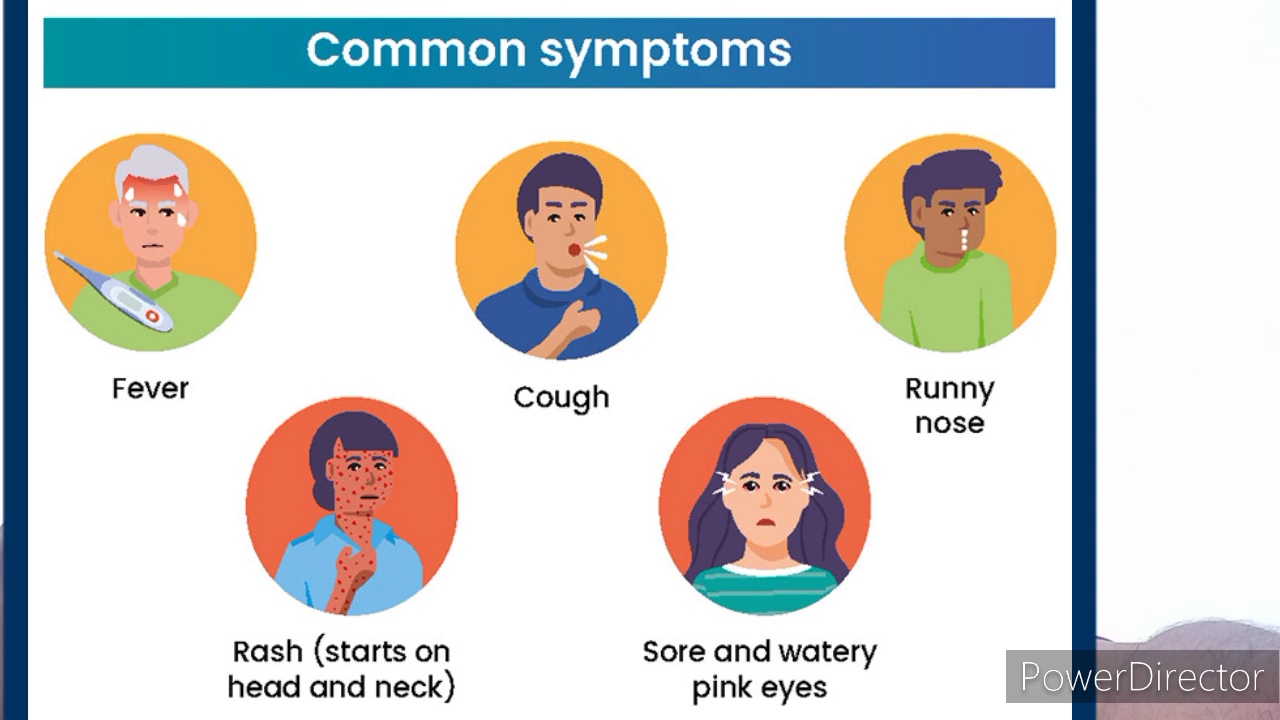 Common symptoms
Fever
Cough
Runny
nose
Rash (starts on
head and neck)
Sore and watery
pink eyes
PowerDirector